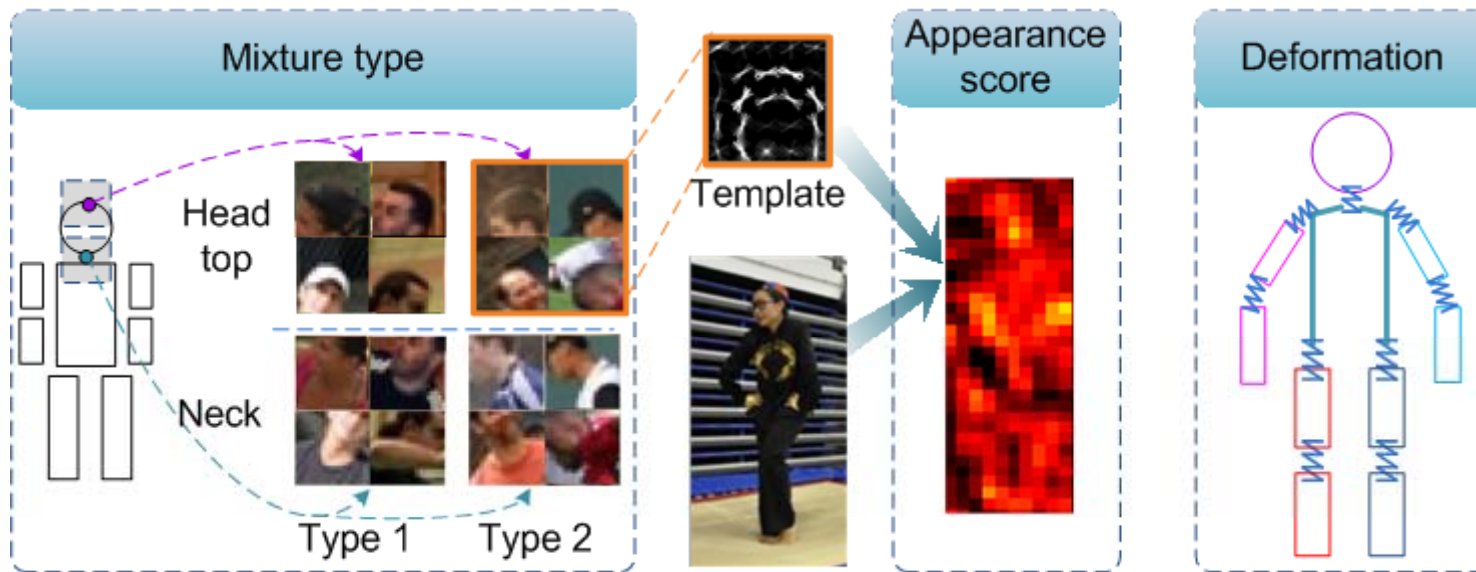 Mixture type
Head
top
Neck
Type 1
Type 2
Template
Appearance
score
Deformation